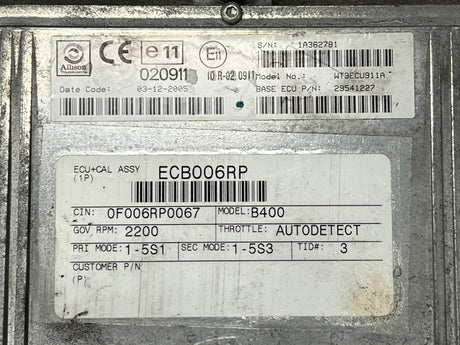 Allison
Transmission
CE
e11
020911
E11
10 R-02 0911
S/N: 1A362781
Model No.: WT3ECU911A
Date Code: 03-12-2005
BASE ECU P/N: 29541227
ECU+CAL ASSY
(1P)
ECB006RP
CIN: 0F006RP0067 MODEL: B400
GOV RPM: 2200 THROTTLE: AUTODETECT
PRI MODE: 1-5S1 SEC MODE: 1-5S3 TID#: 3
CUSTOMER P/N
(P)